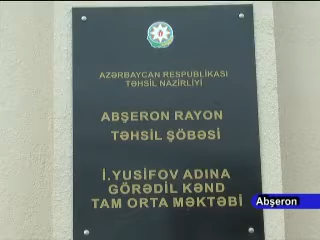 AZƏRBAYCAN RESPUBLİKASI
TƏHSİL NAZİRLİYİ
ABŞERON RAYON
TƏHSİL ŞÖBƏSİ
İ.YUSİFOV ADINA
GÖRƏDİL KƏND
TAM ORTA MƏKTƏBİ
Abşeron